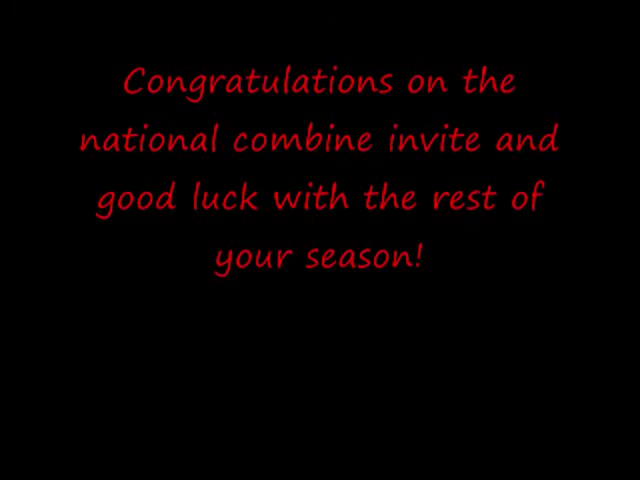 Congratulations on the
national combine invite and
good luck with the rest of
your season!